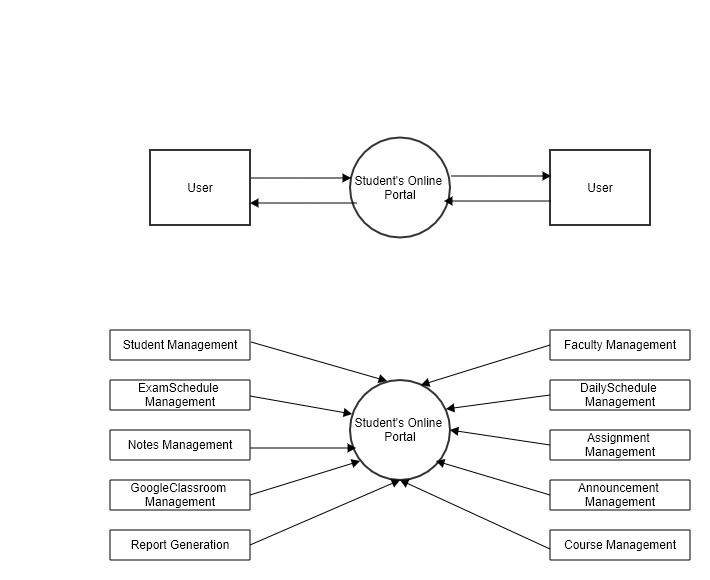 User
Student's Online
Portal
User
Student Management
Faculty Management
ExamSchedule
Management
DailySchedule
Management
Student's Online
Portal
Notes Management
Assignment
Management
GoogleClassroom
Management
Announcement
Management
Report Generation
Course Management